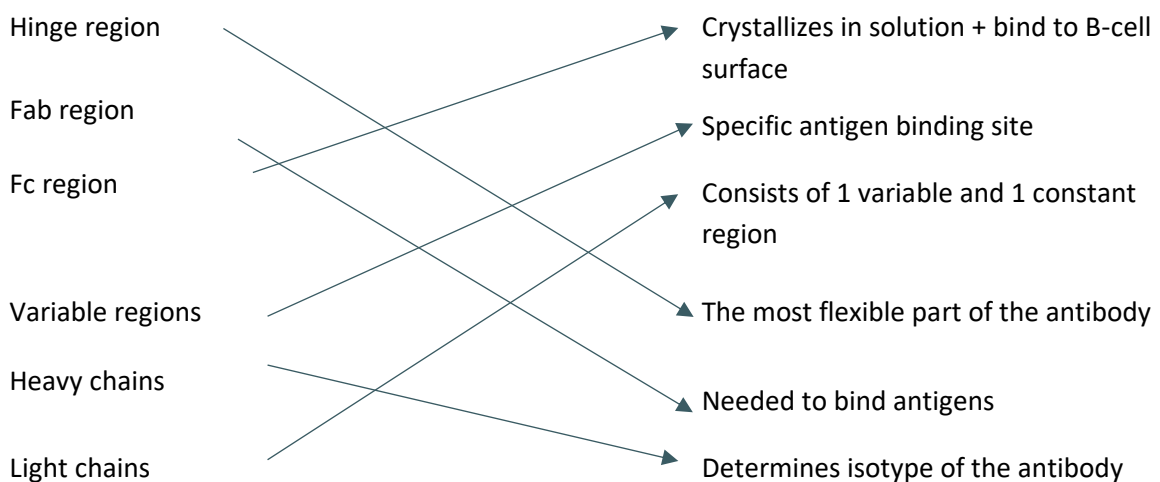 Hinge region
Fab region
Fc region
Variable regions
Heavy chains
Light chains
Crystallizes in solution + bind to B-cell
surface
Specific antigen binding site
Consists of 1 variable and 1 constant
region
The most flexible part of the antibody
Needed to bind antigens
Determines isotype of the antibody